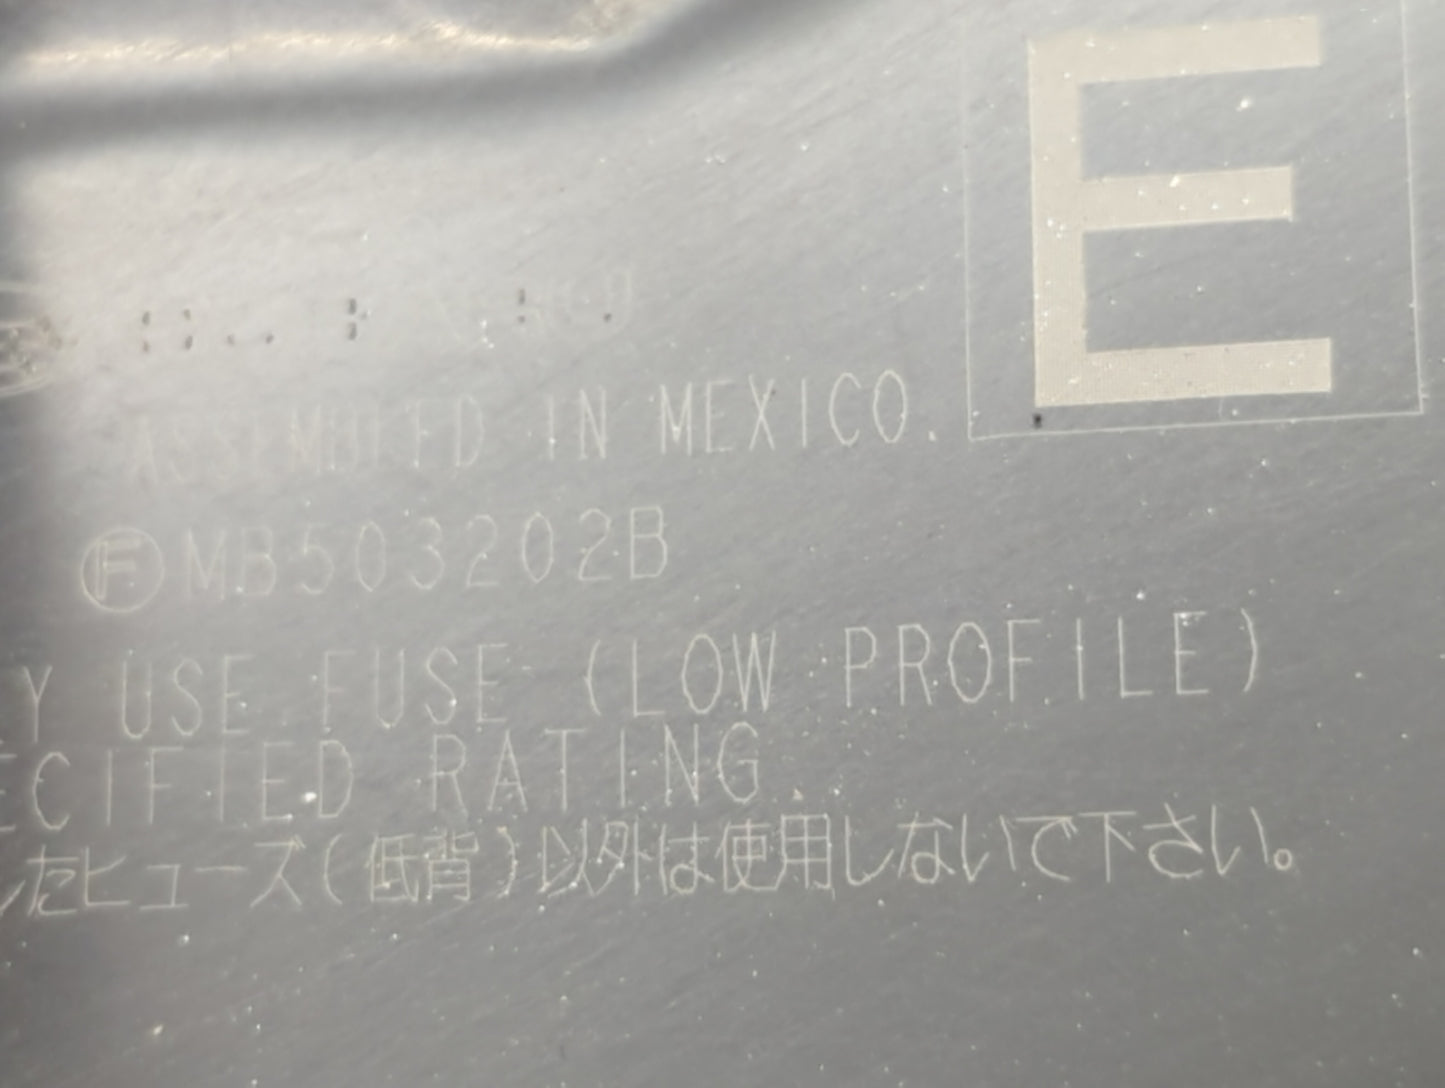 E
ASSEMBLED IN MEXICO.
Ⓕ MB503202B
Y USE FUSE (LOW PROFILE)
ECIFIED RATING.
したヒューズ(低背)以外は使用しないで下さい。